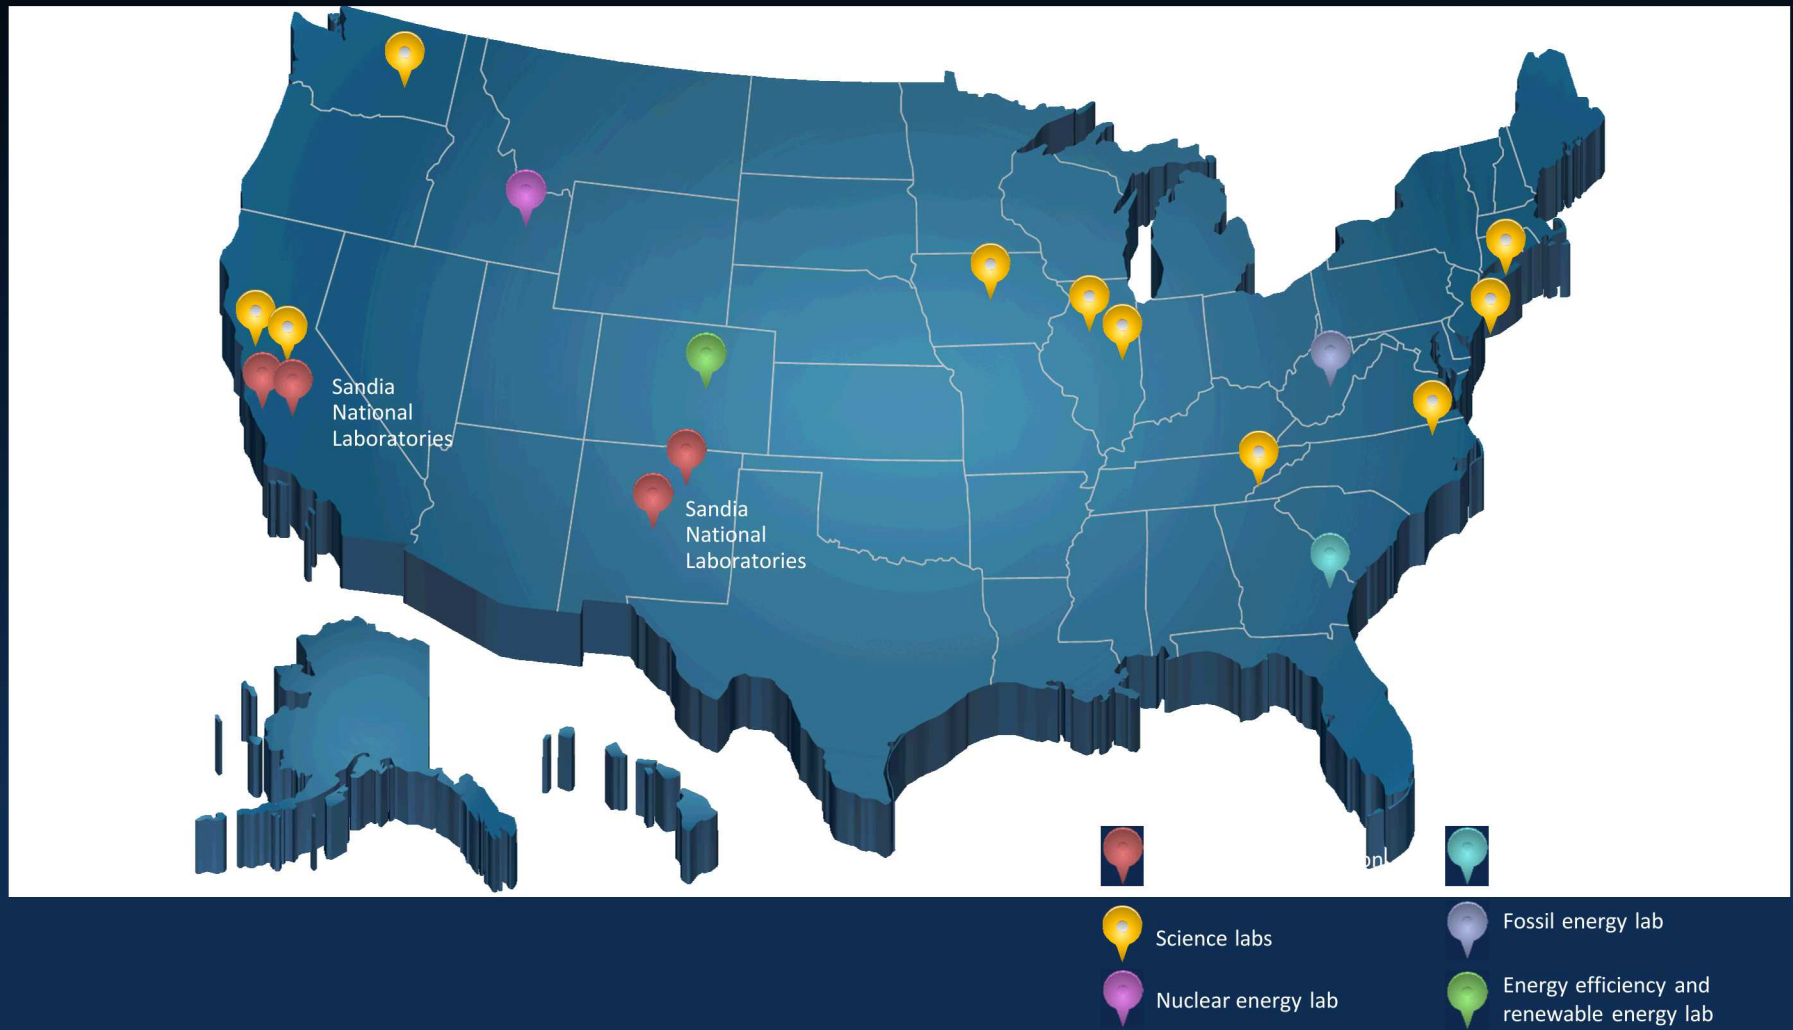 Sandia
National
Laboratories
Sandia
National
Laboratories
Science labs
Nuclear energy lab
Fossil energy lab
Energy efficiency and
renewable energy lab